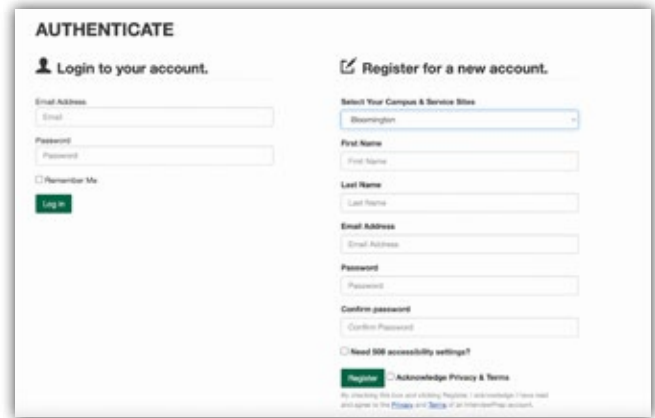 AUTHENTICATE
Login to your account.
Email Address
Email
Password
Password
Remember Me
Log in
Register for a new account.
Select Your Campus & Service Sites
Bloomington
First Name
First Name
Last Name
Last Name
Email Address
Email Address
Password
Password
Confirm password
Confirm Password
Need 508 accessibility settings?
Register Acknowledge Privacy & Terms
By checking this box and clicking Register, I acknowledge I have read
and agree to the Privacy and Terms of an InterviewPrep account.